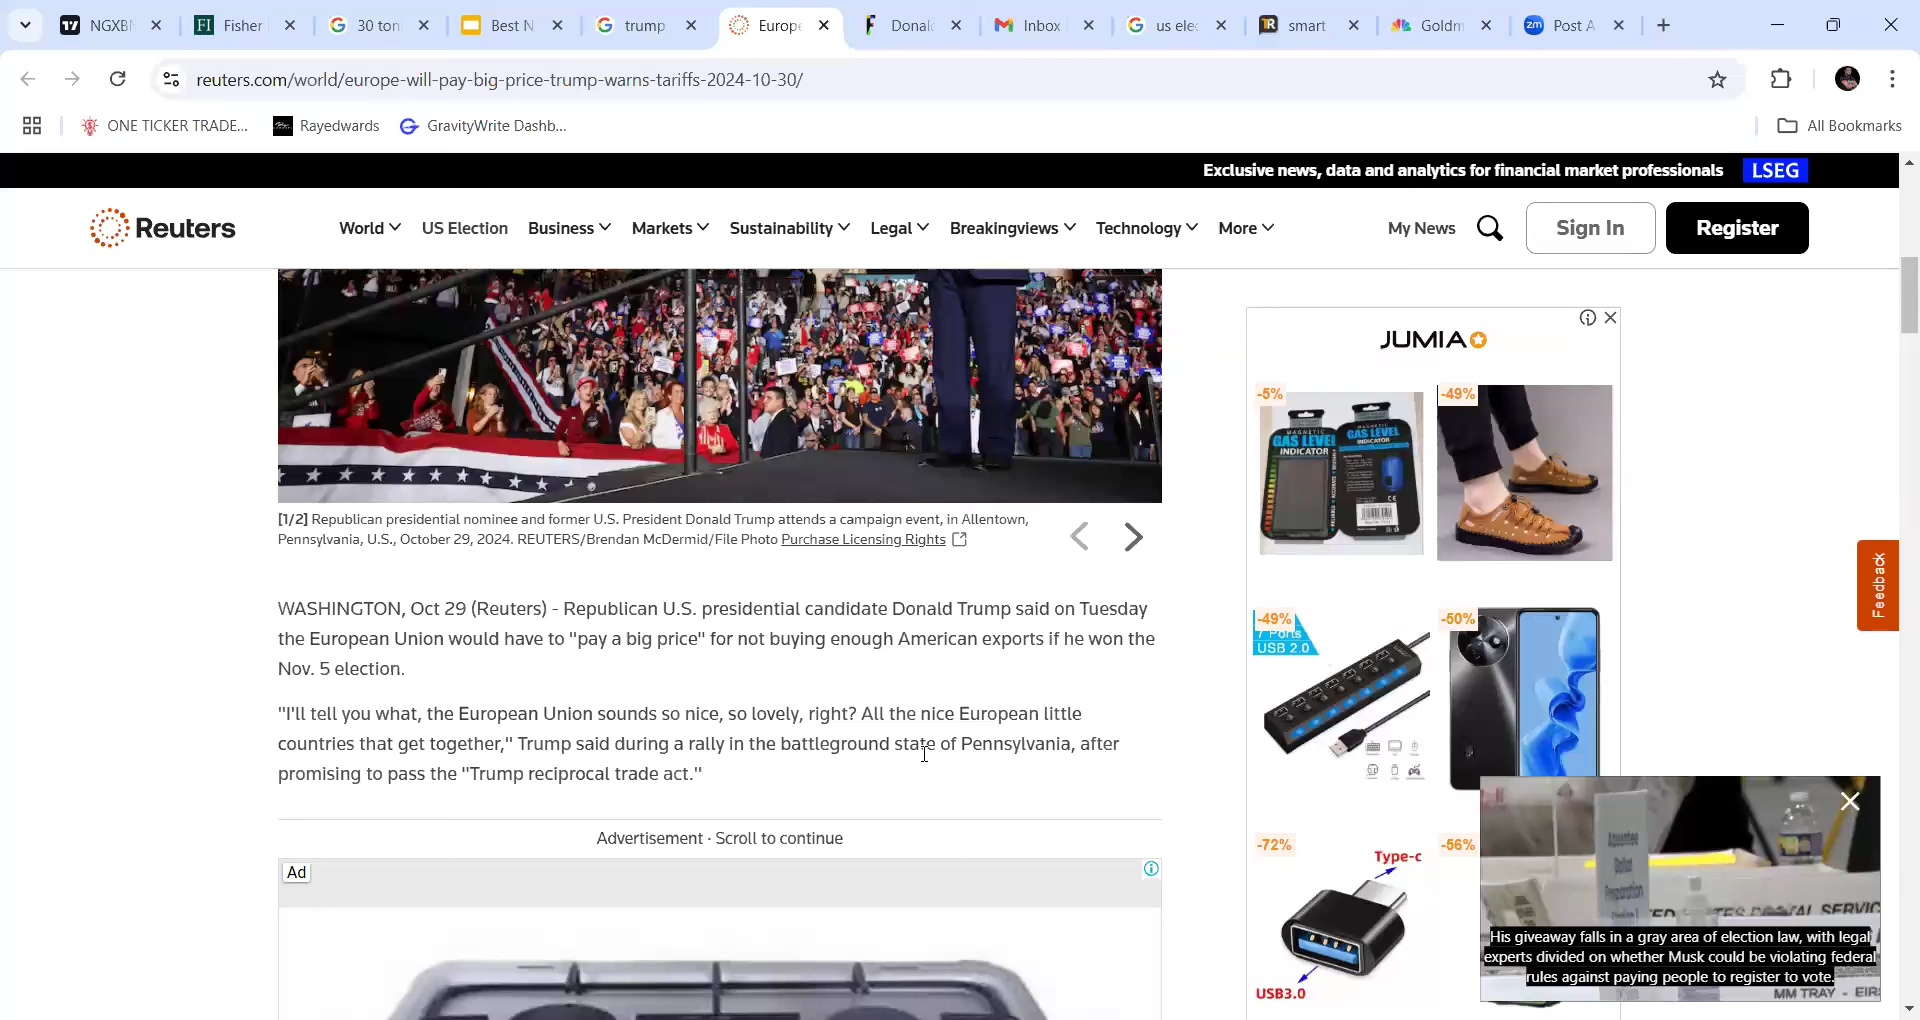 NGXB
Fisher
30 ton
Best N
trump
Europe
Donal
Inbox
us elec
smart
Goldm
zm
Post A
reuters.com/world/europe-will-pay-big-price-trump-warns-tariffs-2024-10-30/
ONE TICKER TRADE...
Rayedwards
GravityWrite Dashb...
All Bookmarks
Exclusive news, data and analytics for financial market professionals LSEG
Reuters
World
US Election
Business
Markets
Sustainability
Legal
Breakingviews
Technology
More
My News
Sign In
Register
[1/2] Republican presidential nominee and former U.S. President Donald Trump attends a campaign event, in Allentown,
Pennsylvania, U.S., October 29, 2024. REUTERS/Brendan McDermid/File Photo Purchase Licensing Rights
WASHINGTON, Oct 29 (Reuters) - Republican U.S. presidential candidate Donald Trump said on Tuesday
the European Union would have to "pay a big price" for not buying enough American exports if he won the
Nov. 5 election.
"I'll tell you what, the European Union sounds so nice, so lovely, right? All the nice European little
countries that get together," Trump said during a rally in the battleground state of Pennsylvania, after
promising to pass the "Trump reciprocal trade act."
Advertisement · Scroll to continue
Ad
JUMIA
-5%
-49%
MAGNETIC
GAS LEVEL
INDICATOR
MAGNETIC
GAS LEVEL
INDICATOR
-49%
7 Ports
USB 2.0
-50%
-72%
Type-c
USB3.0
-56%
Feedback
Ballot
Preparation
His giveaway falls in a gray area of election law, with legal
experts divided on whether Musk could be violating federal
rules against paying people to register to vote.
MM TRAY - EIRS